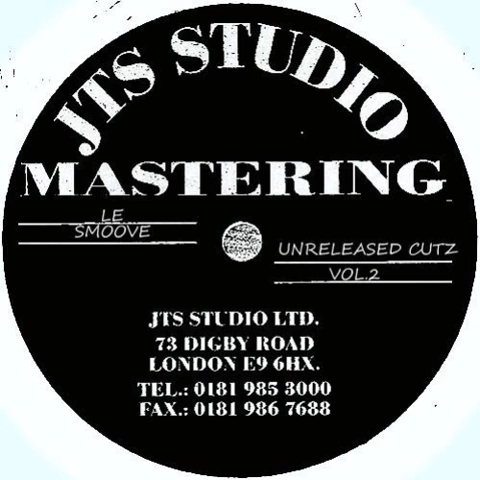 JTS STUDIO
MASTERING
LE
SMOOVE
UNRELEASED CUTZ
VOL.2
JTS STUDIO LTD.
73 DIGBY ROAD
LONDON E9 6HX.
TEL.: 0181 985 3000
FAX.: 0181 986 7688